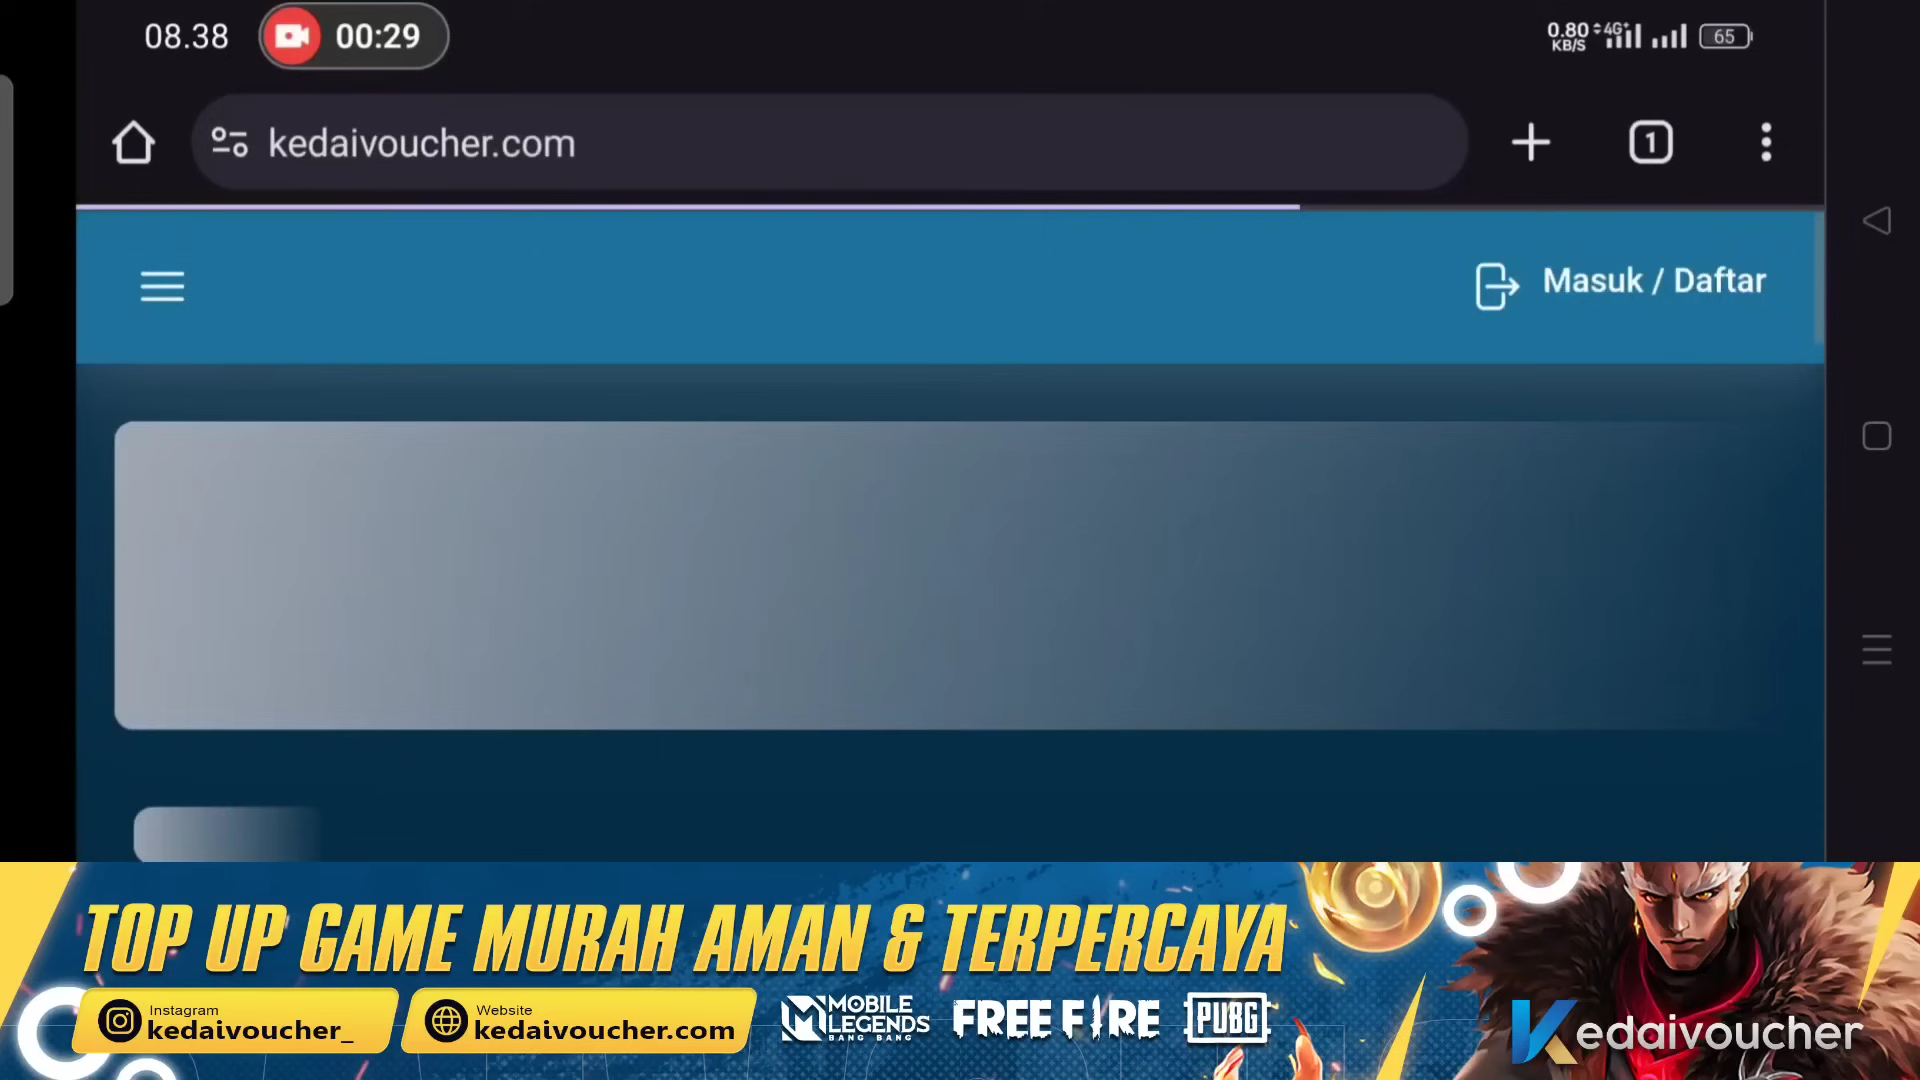 08.38
00:29
0.80
KB/S
4G+
65
kedaivoucher.com
1
Masuk / Daftar
TOP UP GAME MURAH AMAN & TERPERCAYA
Instagram
kedaivoucher_
Website
kedaivoucher.com
MOBILE
LEGENDS
BANG BANG
FREE FIRE
PUBG
Kedaivoucher